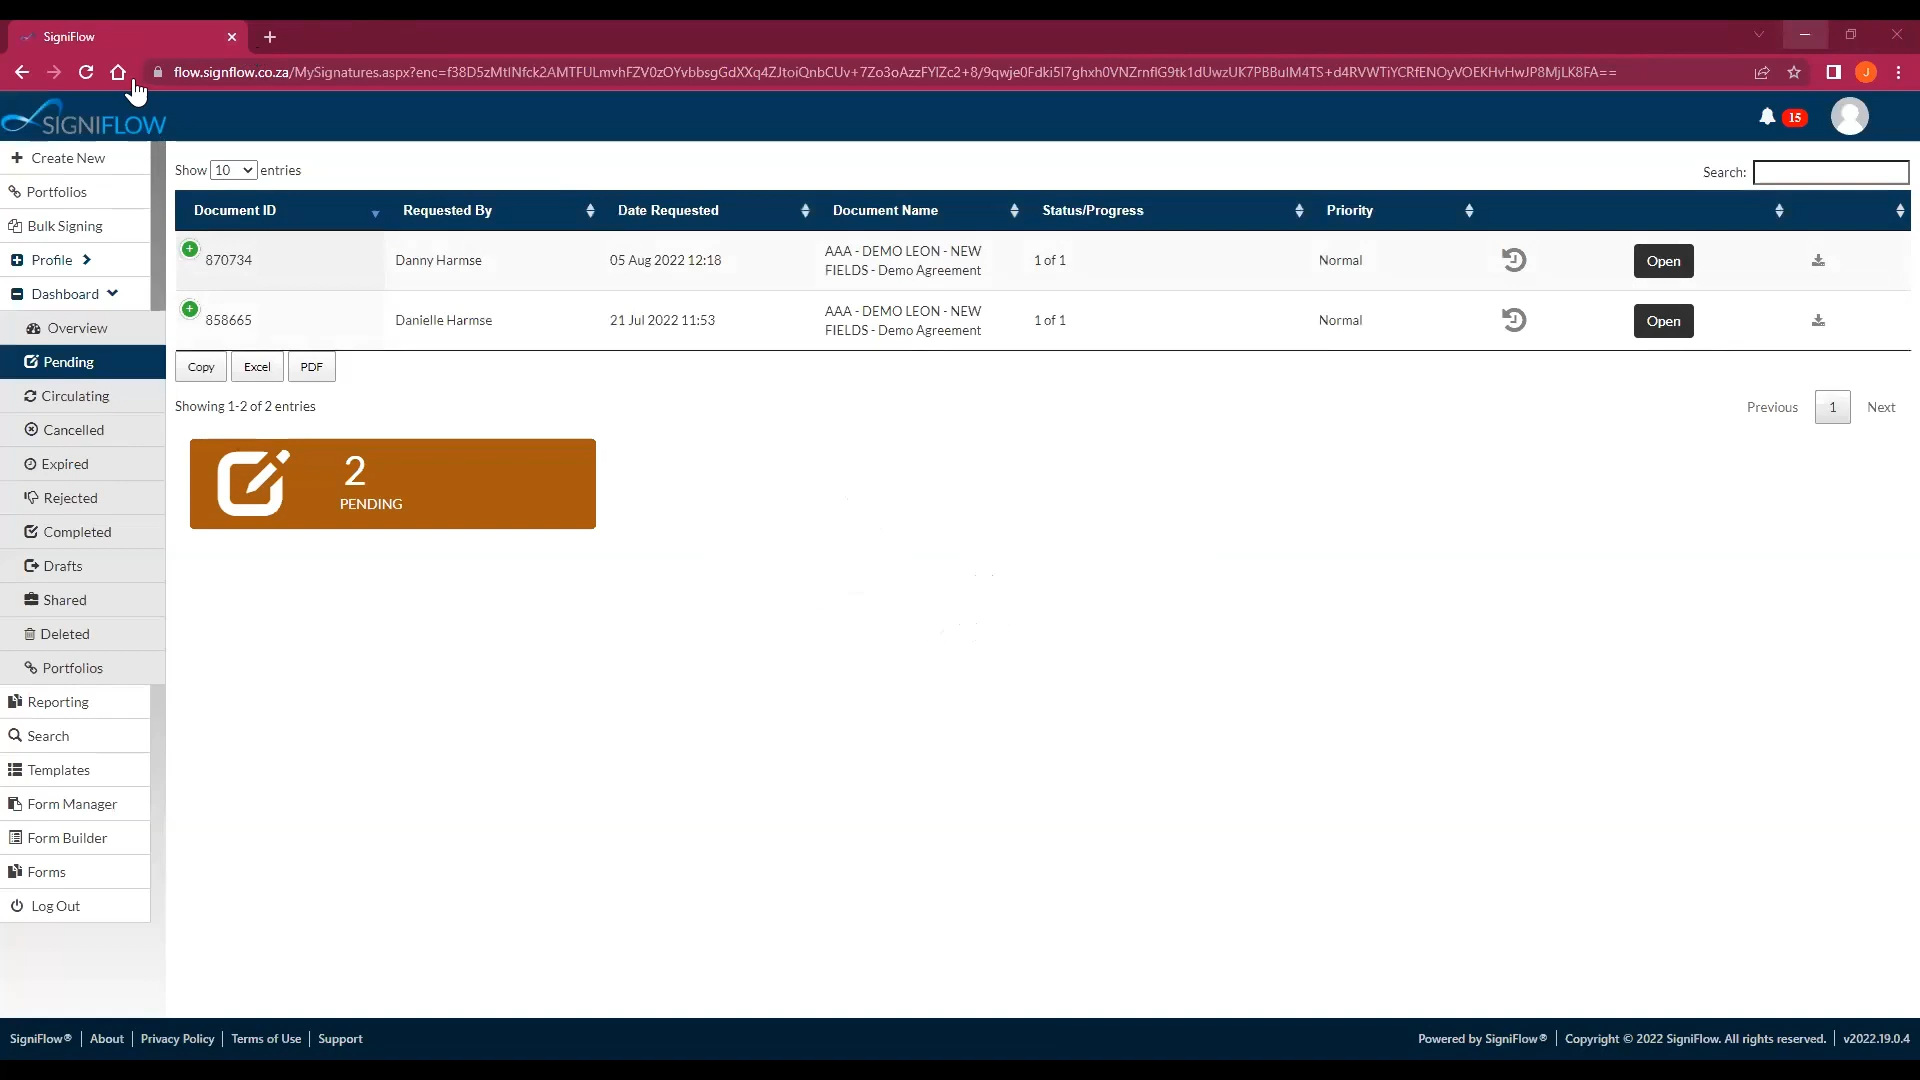 SigniFlow
flow.signflow.co.za/MySignatures.aspx?enc=f38D5zMtINfck2AMTFULmvhFZV0zOYvbbsgGdXXq4ZJtoiQnbCUv+7Zo3oAzzFYlZc2+8/9qwje0Fdki5I7ghxh0VNZrnflG9tk1dUwzUK7PBBuIM4TS+d4RVWTiYCRfENOyVOEKHvHwJP8MjLK8FA==
J
SIGNIFLOW
15
Create New
Portfolios
Bulk Signing
Profile
Dashboard
Overview
Pending
Circulating
Cancelled
Expired
Rejected
Completed
Drafts
Shared
Deleted
Portfolios
Reporting
Search
Templates
Form Manager
Form Builder
Forms
Log Out
Show 10 entries
Search:
Document ID Requested By Date Requested Document Name Status/Progress Priority
870734 Danny Harmse 05 Aug 2022 12:18 AAA - DEMO LEON - NEW FIELDS - Demo Agreement 1 of 1 Normal Open
858665 Danielle Harmse 21 Jul 2022 11:53 AAA - DEMO LEON - NEW FIELDS - Demo Agreement 1 of 1 Normal Open
Copy Excel PDF
Showing 1-2 of 2 entries
Previous 1 Next
2
PENDING
SigniFlow® | About | Privacy Policy | Terms of Use | Support
Powered by SigniFlow® | Copyright © 2022 SigniFlow. All rights reserved. | v2022.19.0.4